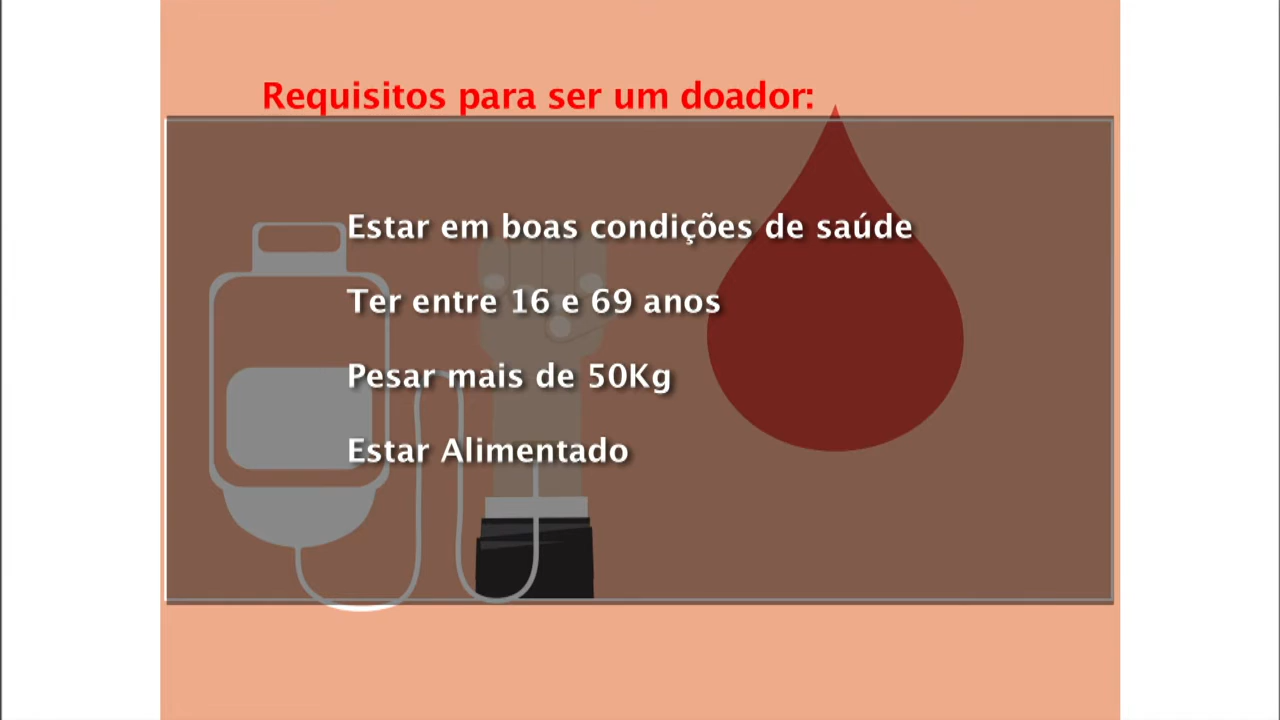 Requisitos para ser um doador:
Estar em boas condições de saúde
Ter entre 16 e 69 anos
Pesar mais de 50Kg
Estar Alimentado